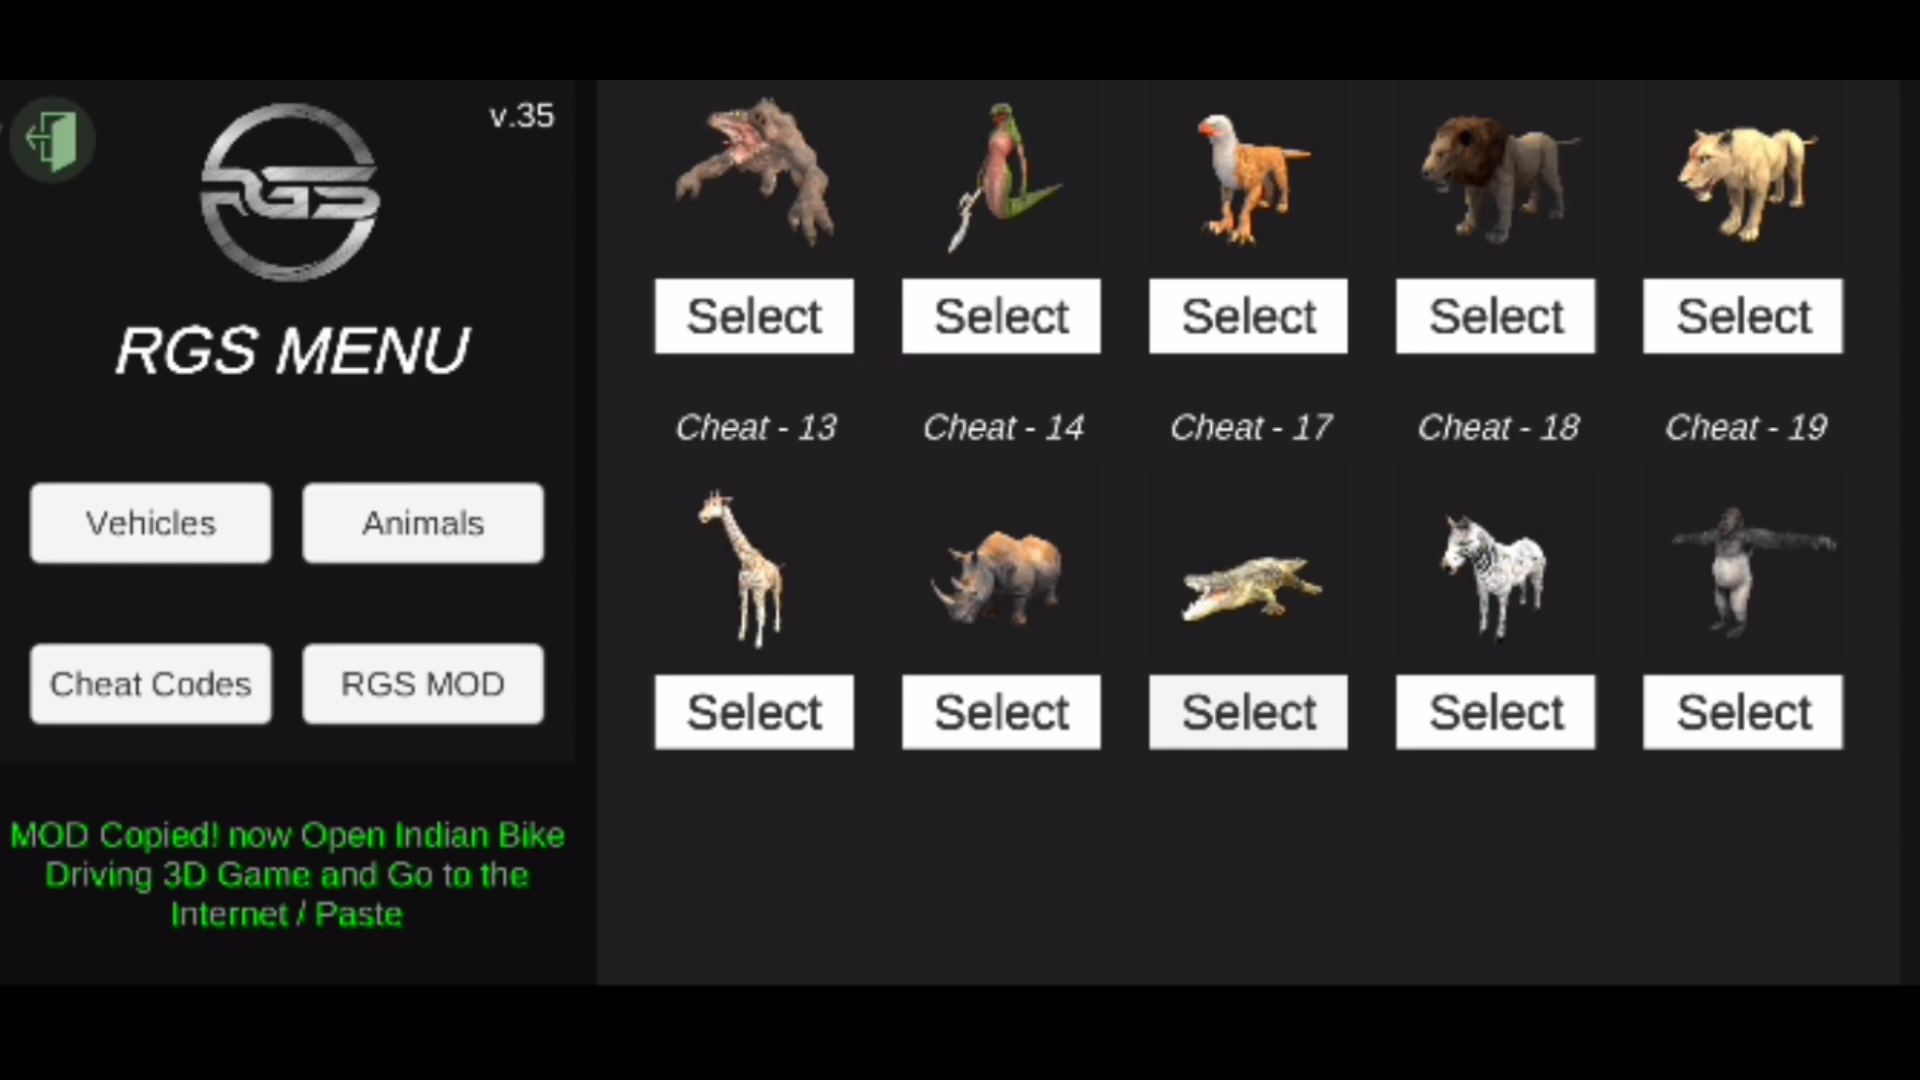 v.35
RGS
RGS MENU
Vehicles
Animals
Cheat Codes
RGS MOD
MOD Copied! now Open Indian Bike
Driving 3D Game and Go to the
Internet / Paste
Select
Select
Select
Select
Select
Cheat - 13
Cheat - 14
Cheat - 17
Cheat - 18
Cheat - 19
Select
Select
Select
Select
Select